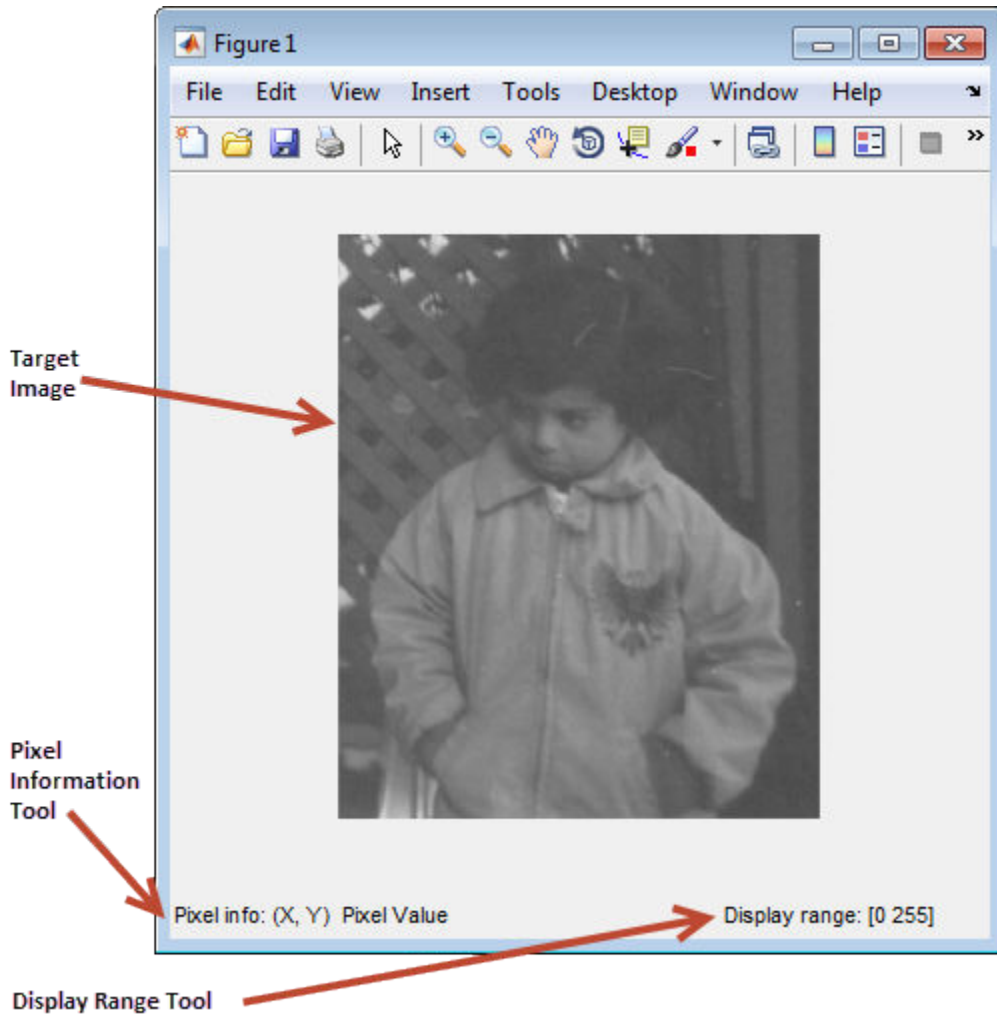 Figure 1
File Edit View Insert Tools Desktop Window Help
Target
Image
Pixel
Information
Tool
Pixel info: (X, Y) Pixel Value
Display range: [0 255]
Display Range Tool